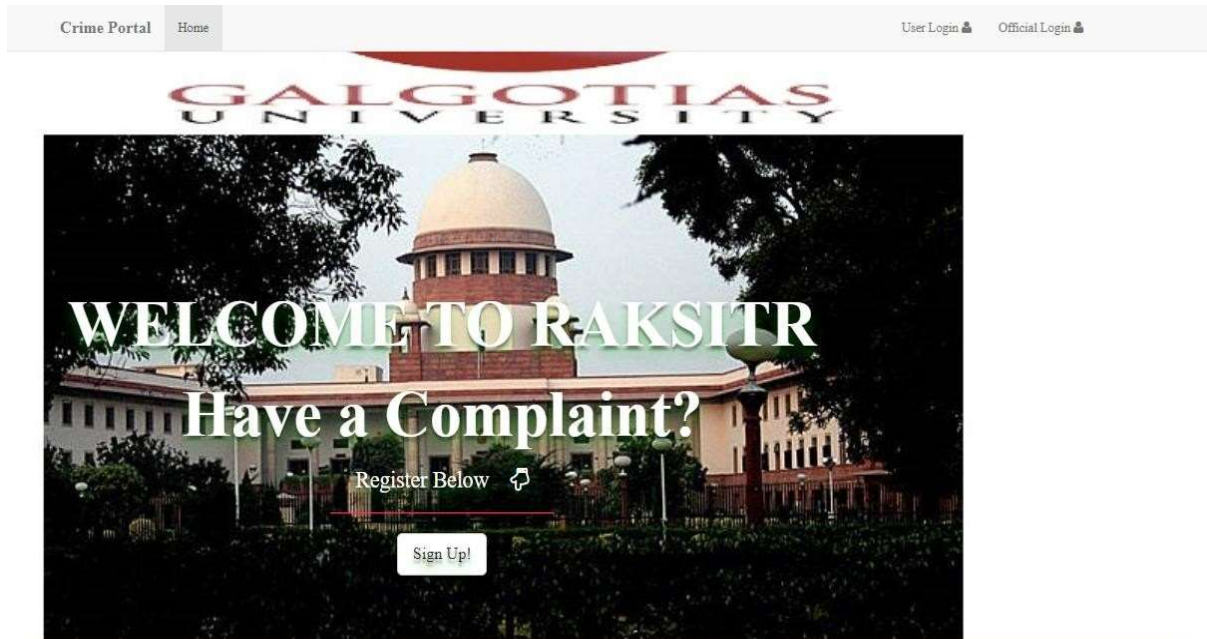 Crime Portal Home User Login Official Login
GALGOTIAS
UNIVERSITY
WELCOME TO RAKSITR
Have a Complaint?
Register Below
Sign Up!